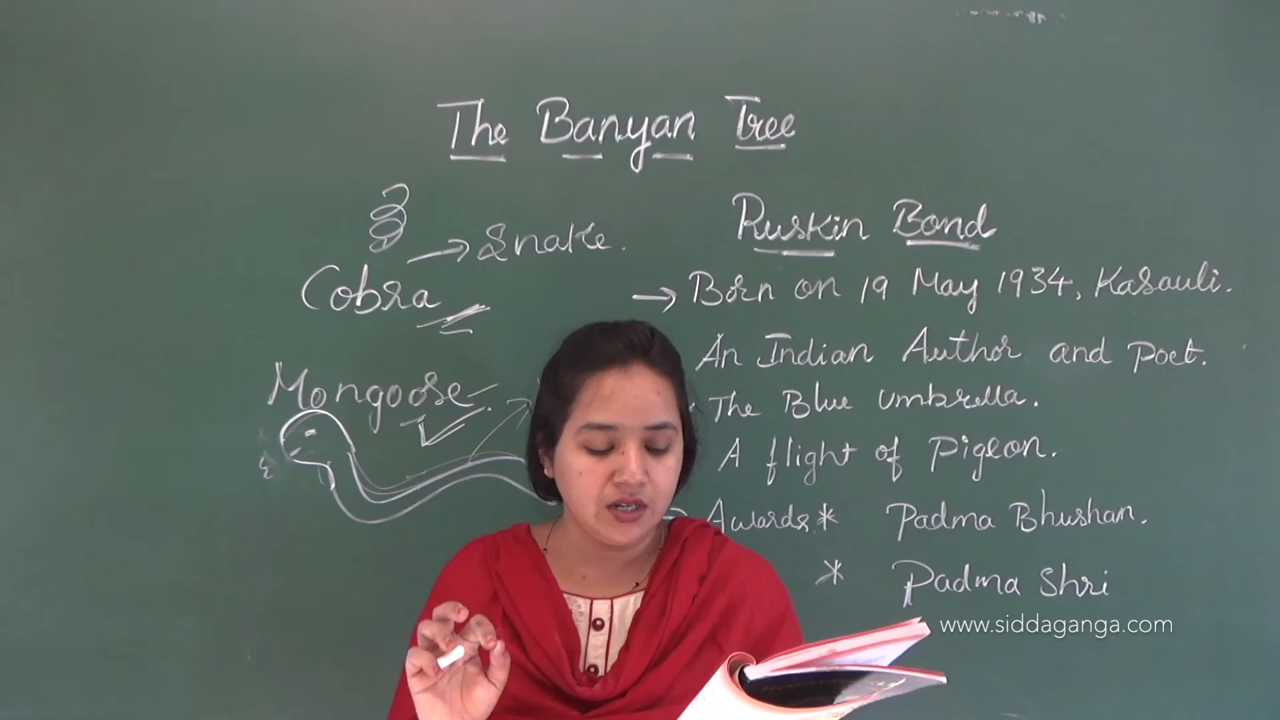 The Banyan Tree
Snake.
Cobra
Mongoose
Ruskin Bond
Born on 19 May 1934, Kasauli.
An Indian Author and Poet.
The Blue umbrella.
A flight of Pigeon.
Awards * Padma Bhushan.
* Padma Shri
www.siddaganga.com